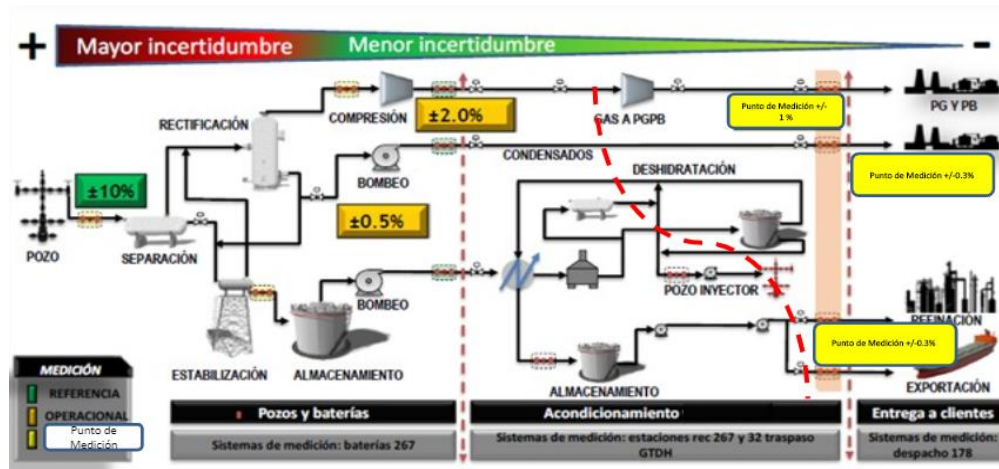 + Mayor incertidumbre Menor incertidumbre -
RECTIFICACIÓN
COMPRESIÓN
±2.0%
GAS A PGPB
Punto de Medición +/-
1 %
PG Y PB
±10%
BOMBEO
CONDENSADOS
DESHIDRATACIÓN
Punto de Medición +/-0.3%
±0.5%
POZO
SEPARACIÓN
BOMBEO
POZO INYECTOR
REFINACIÓN
Punto de Medición +/-0.3%
MEDICIÓN
REFERENCIA
OPERACIONAL
Punto de
Medición
ESTABILIZACIÓN
ALMACENAMIENTO
ALMACENAMIENTO
EXPORTACIÓN
Pozos y baterías
Sistemas de medición: baterías 267
Acondicionamiento
Sistemas de medición: estaciones rec 267 y 32 traspaso
GTDH
Entrega a clientes
Sistemas de medición:
despacho 178